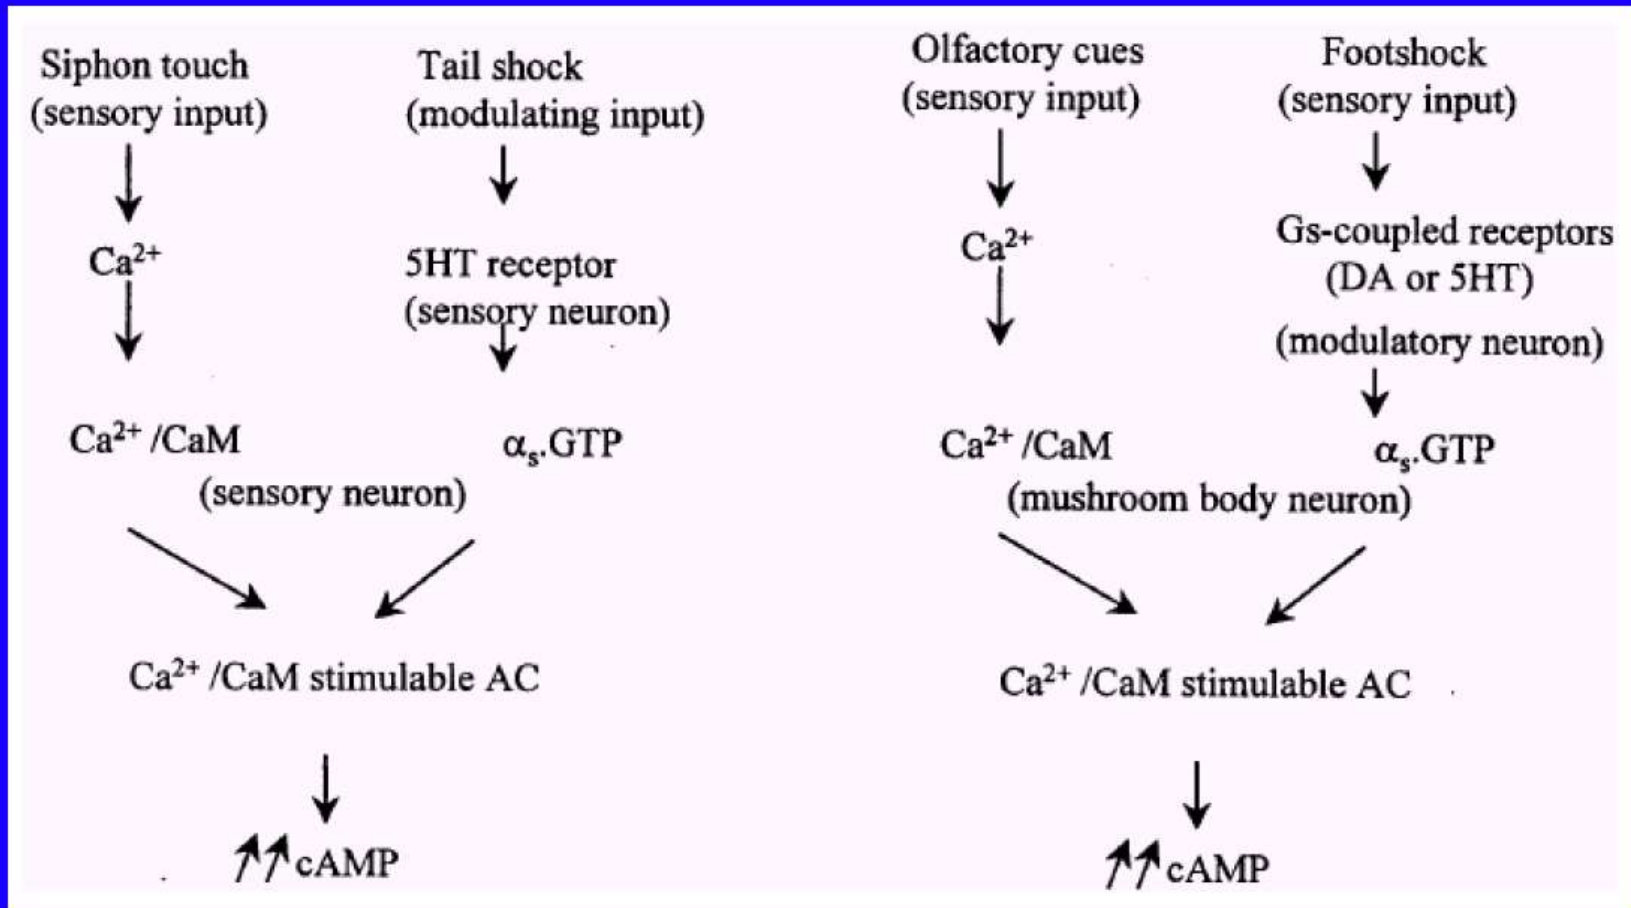 Siphon touch
(sensory input)
Tail shock
(modulating input)
Ca²⁺
5HT receptor
(sensory neuron)
Ca²⁺ /CaM
αₛ.GTP
(sensory neuron)
Ca²⁺ /CaM stimulable AC
cAMP
Olfactory cues
(sensory input)
Footshock
(sensory input)
Ca²⁺
Gs-coupled receptors
(DA or 5HT)
(modulatory neuron)
Ca²⁺ /CaM
αₛ.GTP
(mushroom body neuron)
Ca²⁺ /CaM stimulable AC
cAMP